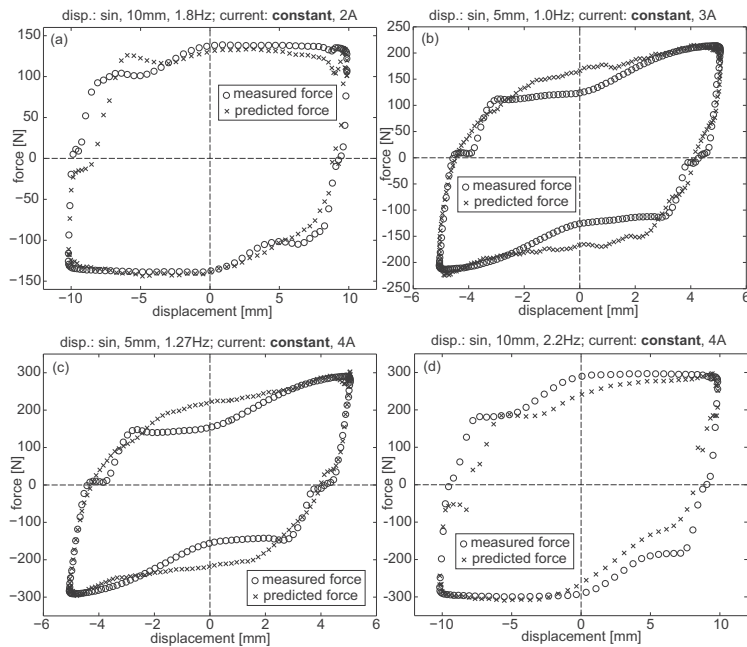 disp.: sin, 10mm, 1.8Hz; current: constant, 2A
(a)
150
100
50
0
−50
−100
−150
force [N]
measured force
predicted force
−10
−5
0
5
10
displacement [mm]
disp.: sin, 5mm, 1.0Hz; current: constant, 3A
(b)
250
200
150
100
50
0
-50
-100
-150
-200
-250
force [N]
measured force
predicted force
−6
−4
−2
0
2
4
6
displacement [mm]
disp.: sin, 5mm, 1.27Hz; current: constant, 4A
(c)
300
200
100
0
−100
−200
−300
force [N]
measured force
predicted force
−6
−4
−2
0
2
4
6
displacement [mm]
disp.: sin, 10mm, 2.2Hz; current: constant, 4A
(d)
300
200
100
0
-100
-200
-300
force [N]
measured force
predicted force
−10
−5
0
5
10
displacement [mm]